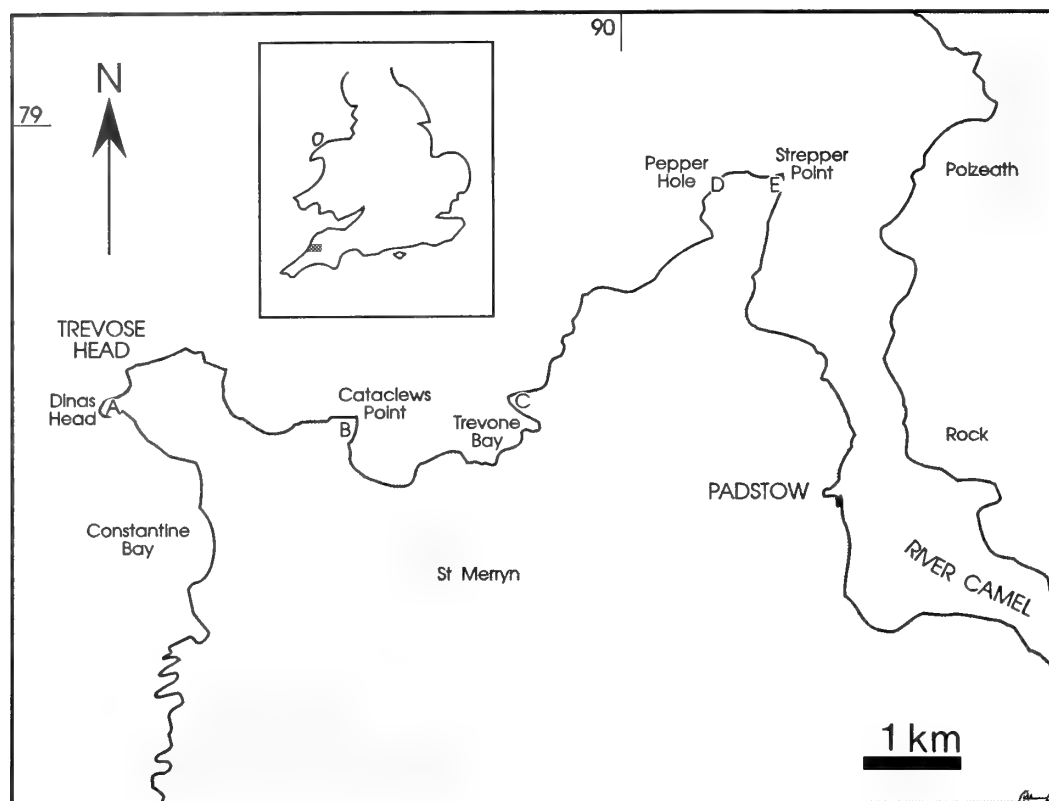 90
N
79
Pepper
Hole
D
Strepper
Point
E
Polzeath
TREVOSE
HEAD
Dinas
Head
A
Cataclews
Point
B
Trevone
Bay
C
Rock
PADSTOW
Constantine
Bay
St Merryn
RIVER CAMEL
1 km